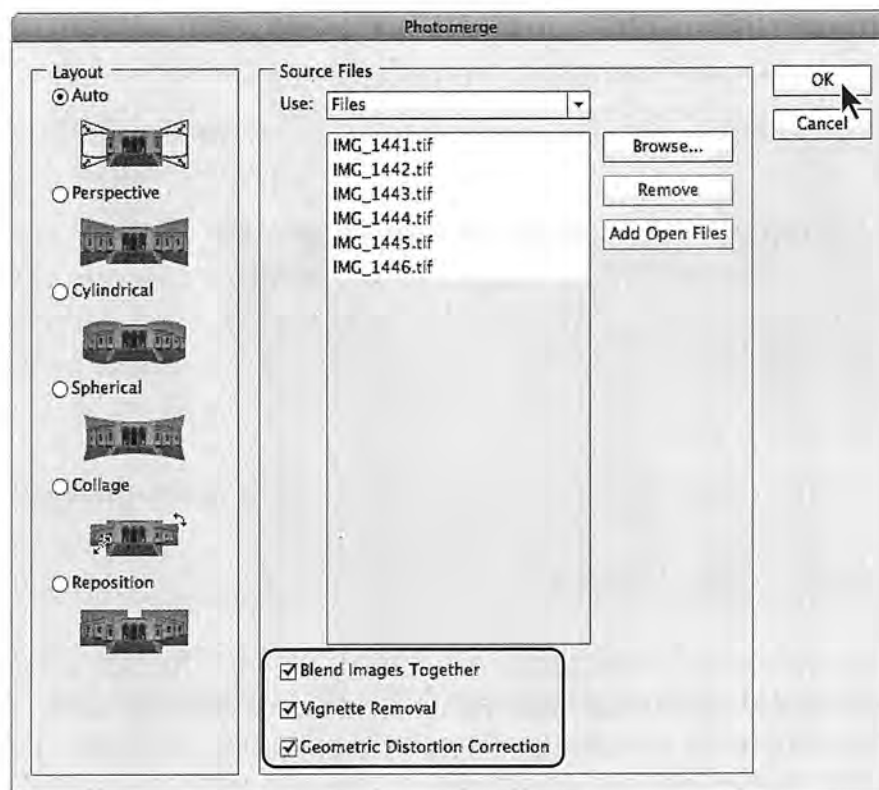 Photomerge
Layout
Auto
Perspective
Cylindrical
Spherical
Collage
Reposition
Source Files
Use: Files
IMG_1441.tif
IMG_1442.tif
IMG_1443.tif
IMG_1444.tif
IMG_1445.tif
IMG_1446.tif
Browse...
Remove
Add Open Files
Blend Images Together
Vignette Removal
Geometric Distortion Correction
OK
Cancel